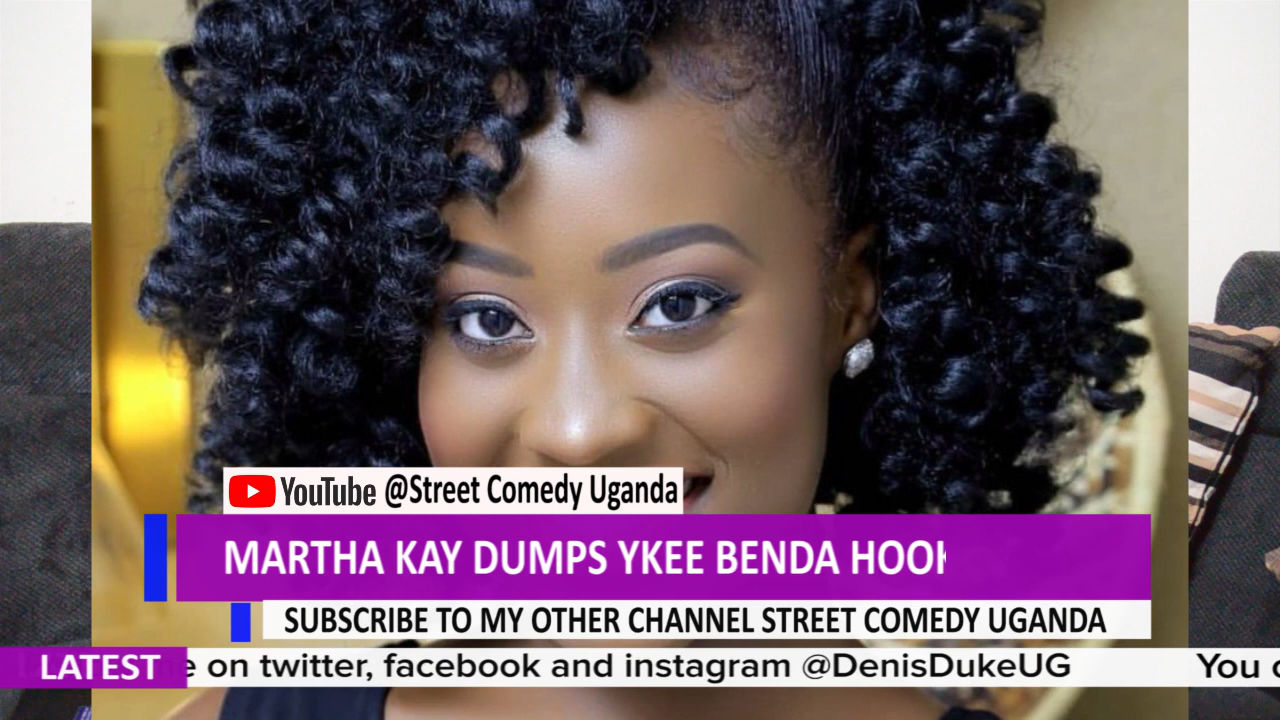 YouTube @Street Comedy Uganda
MARTHA KAY DUMPS YKEE BENDA
SUBSCRIBE TO MY OTHER CHANNEL STREET COMEDY UGANDA
LATEST on twitter, facebook and instagram @DenisDukeUG You